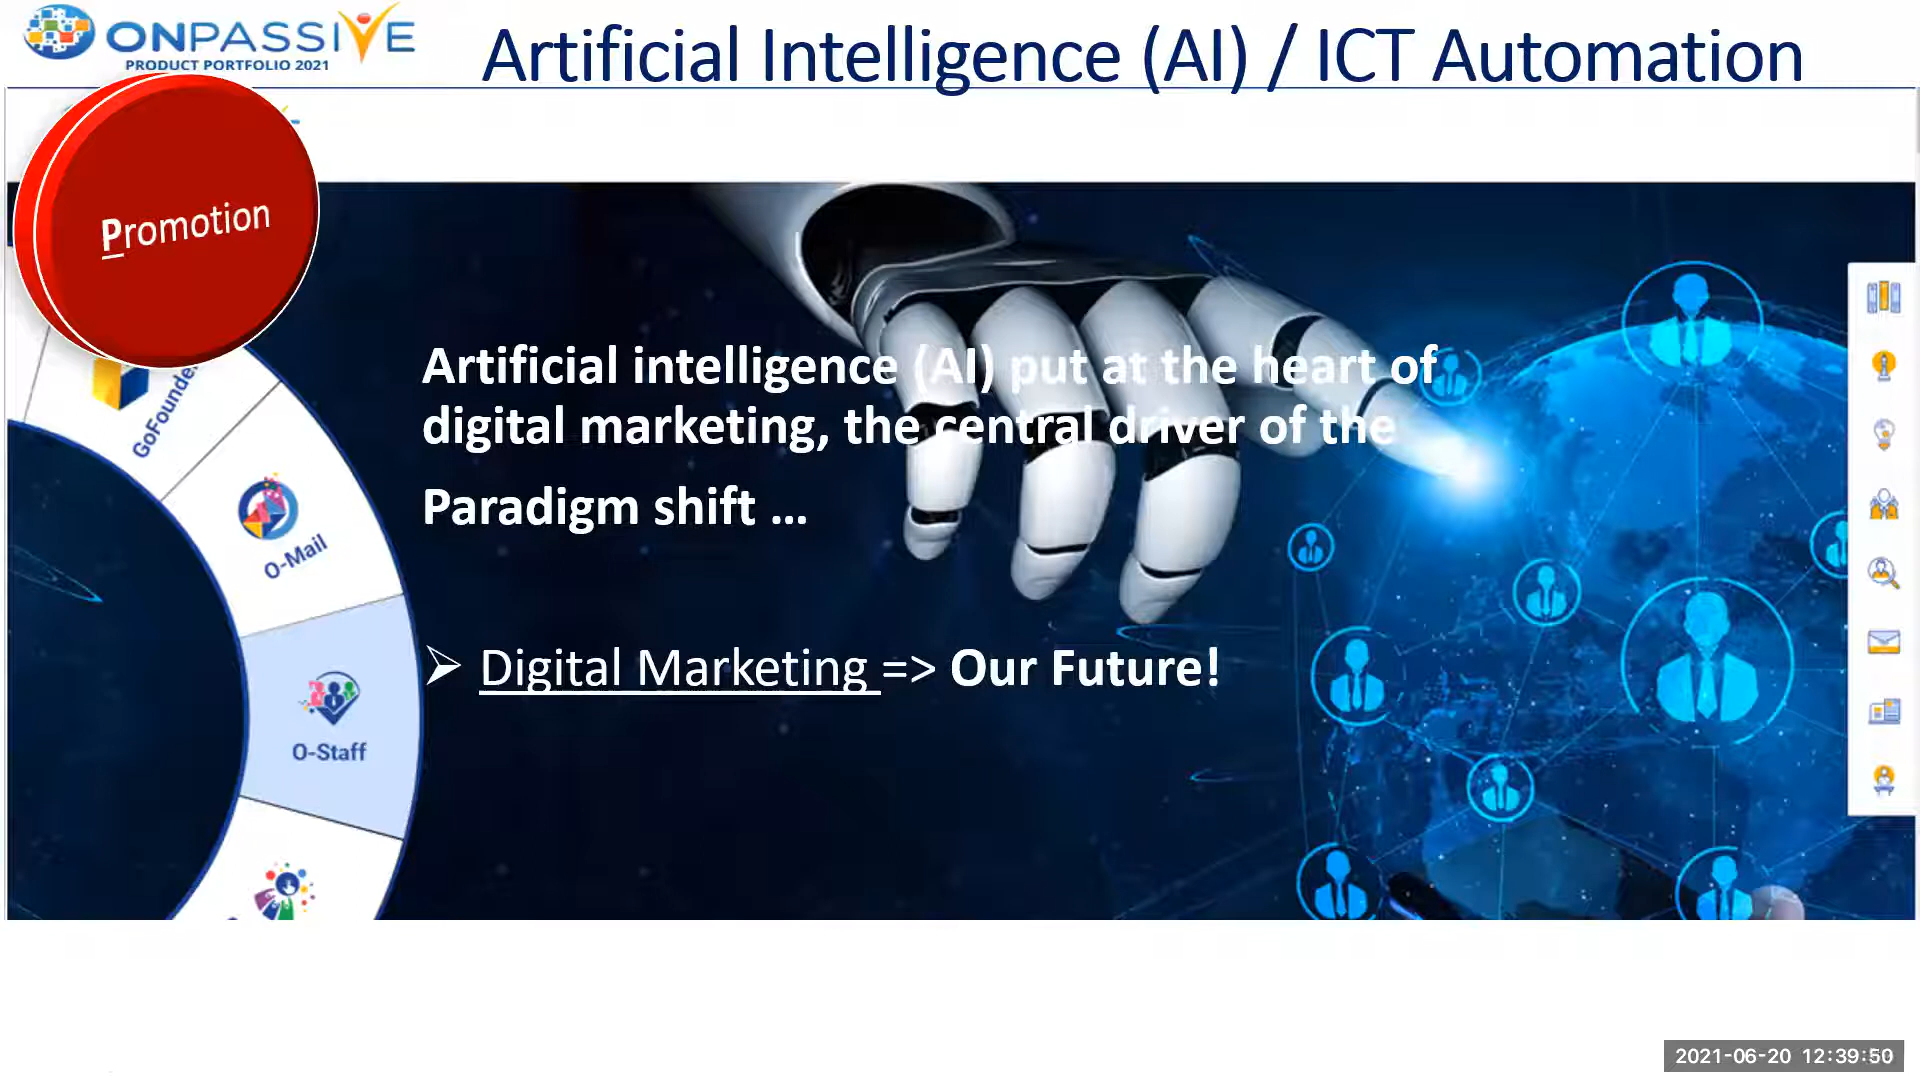 ONPASSIVE
PRODUCT PORTFOLIO 2021
Artificial Intelligence (AI) / ICT Automation
Promotion
Artificial intelligence (AI) put at the heart of
digital marketing, the central driver of the
Paradigm shift ...
➢ Digital Marketing => Our Future!
O-Mail
O-Staff
2021-06-20 12:39:50